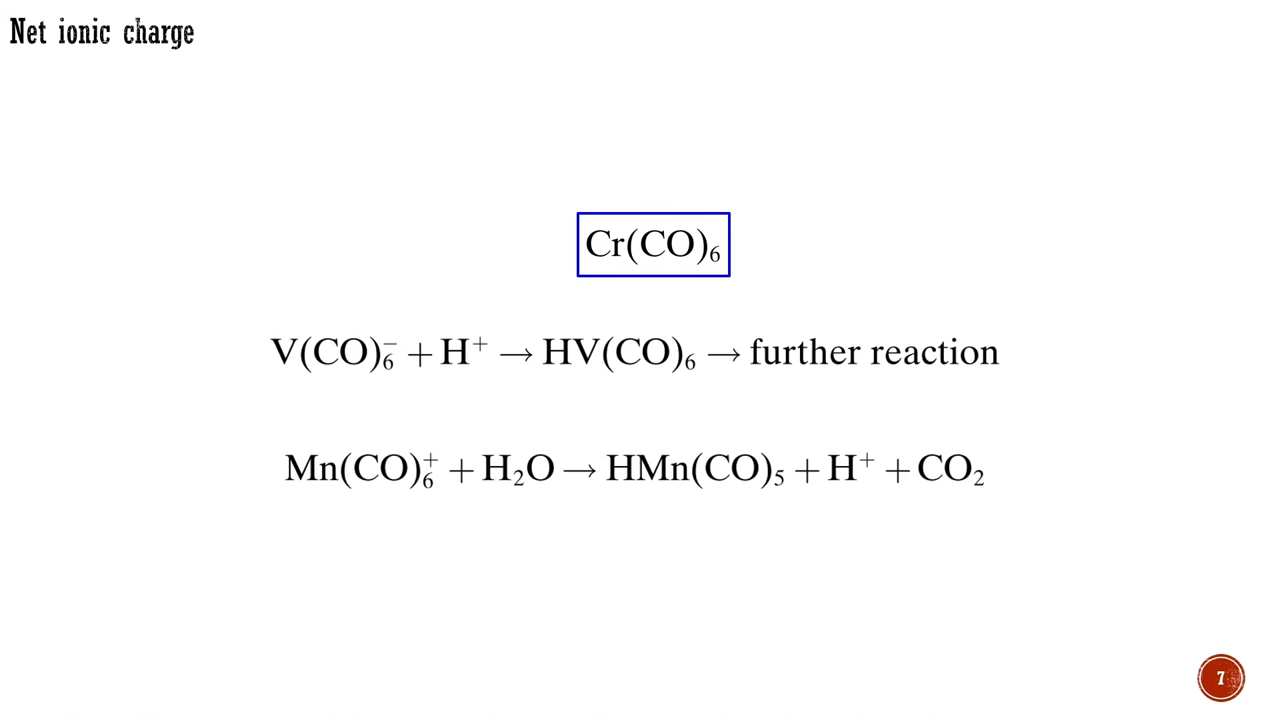 Net ionic charge
Cr(CO)₆
V(CO)₆⁻ + H⁺ → HV(CO)₆ → further reaction
Mn(CO)₆⁺ + H₂O → HMn(CO)₅ + H⁺ + CO₂
7